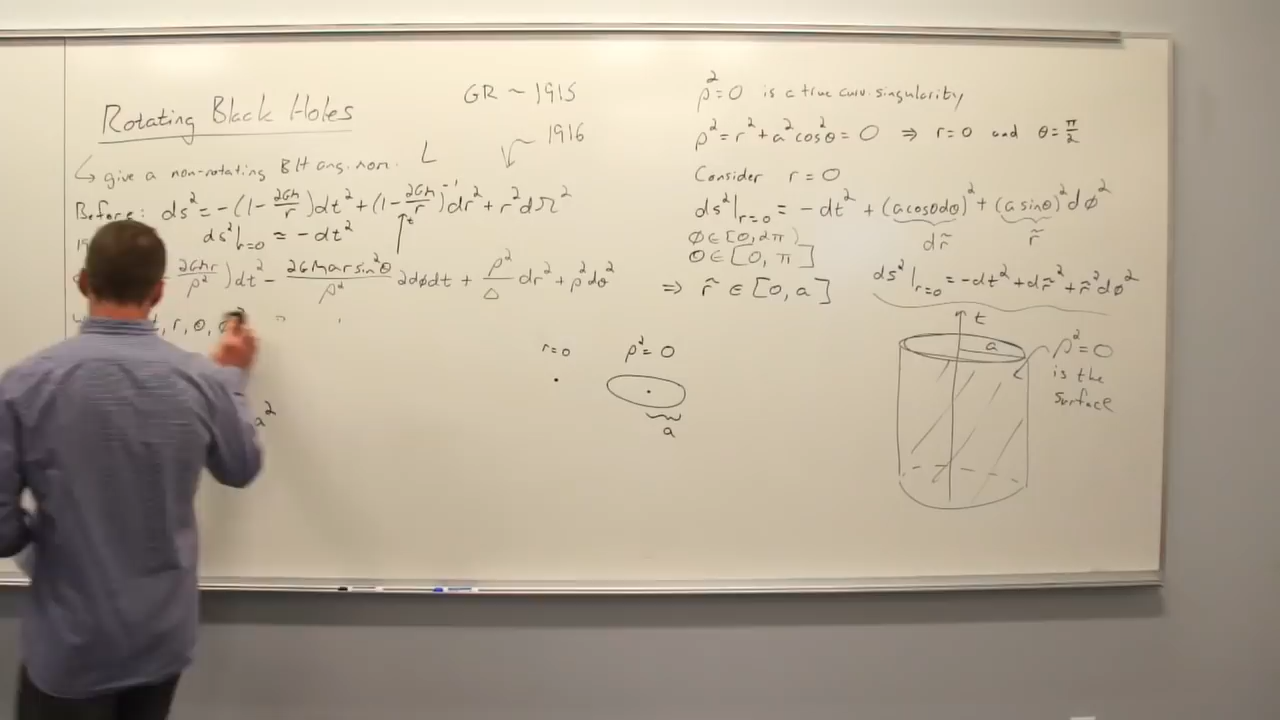 Rotating Black Holes
GR ~ 1915
1916
↳ give a non-rotating BH ang. mom. L
Before: ds² = -(1 - 2GM/r)dt² + (1 - 2GM/r)⁻¹dr² + r²dΩ²
ds²|r=0 ≈ -dt²
2GMr/ρ²)dt² - 2GMar sin²θ/ρ² 2dϕdt + ρ²/Δ dr² + ρ²dθ²
t, r, θ,
a²
r=0
ρ²=0
a
ρ²=0 is a true curv. singularity
ρ² = r² + a²cos²θ = 0 ⇒ r=0 and θ=π/2
Consider r=0
ds²|r=0 = -dt² + (a cosθdθ)² + (a sinθ)²dϕ²
dr̃ r̃
ϕ∈[0,2π)
θ∈[0,π]
⇒ r̃ ∈ [0,a]
ds²|r=0 = -dt² + dr̃² + r̃²dϕ²
t
a
ρ²=0
is the
surface